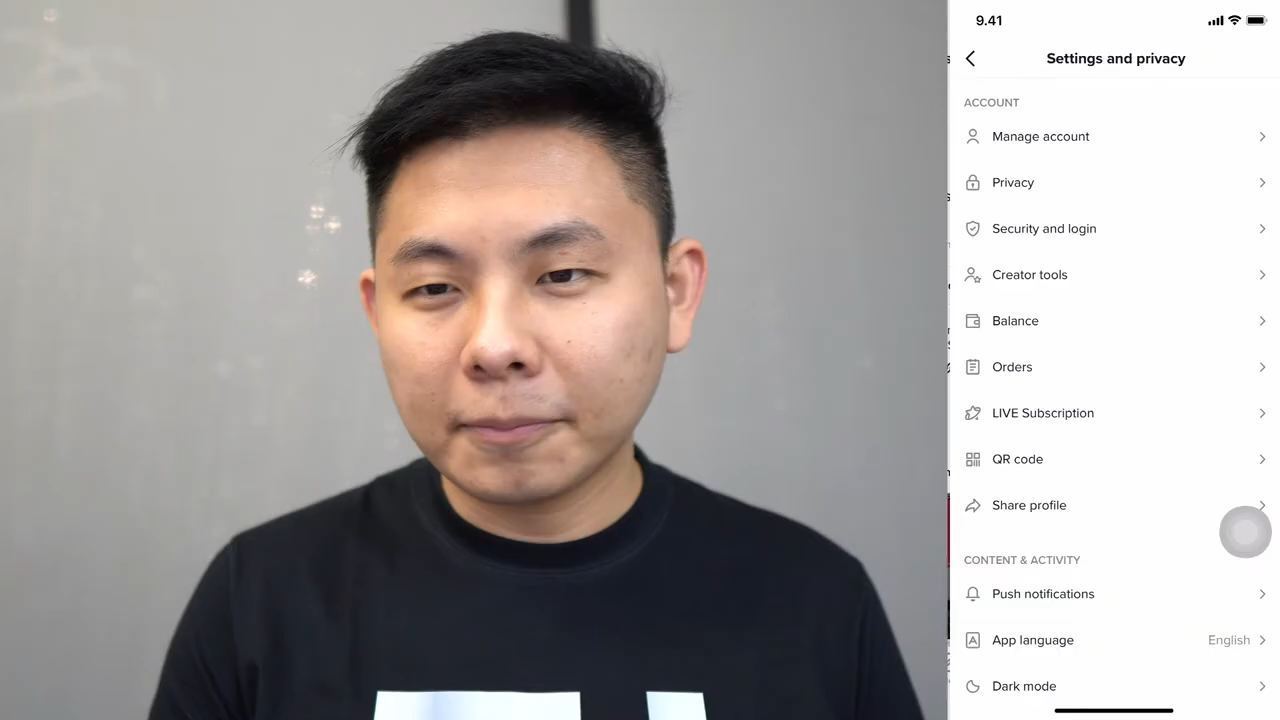 9.41
Settings and privacy
ACCOUNT
Manage account
Privacy
Security and login
Creator tools
Balance
Orders
LIVE Subscription
QR code
Share profile
CONTENT & ACTIVITY
Push notifications
App language English
Dark mode